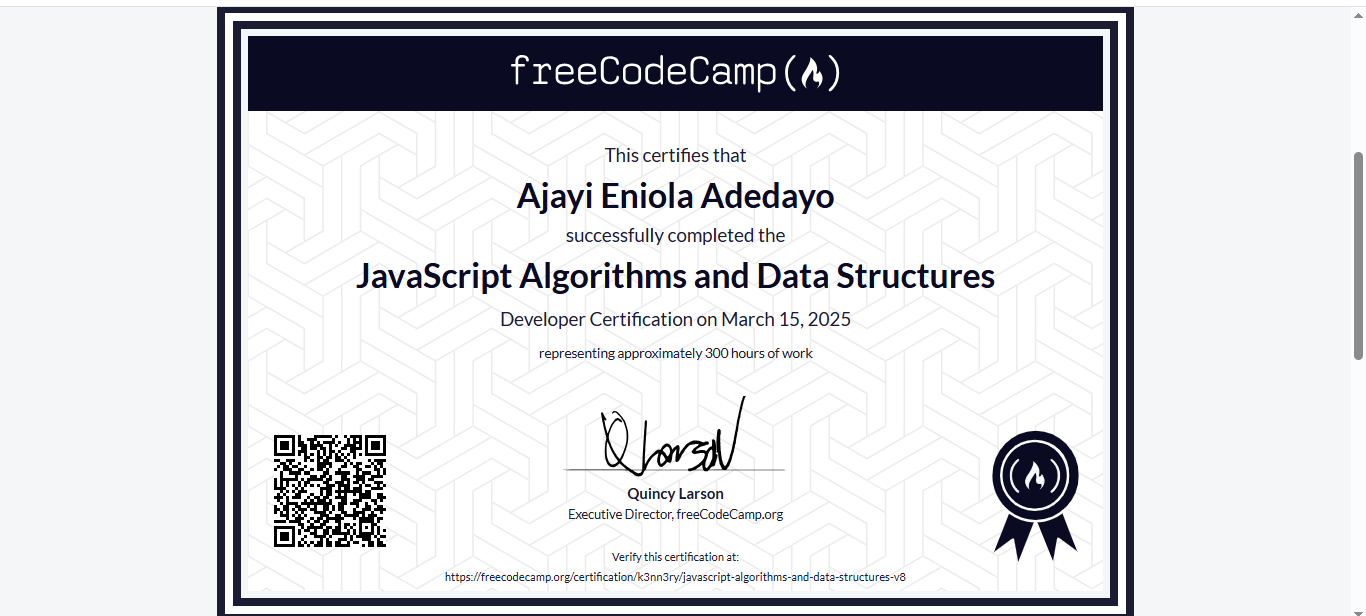 freeCodeCamp
This certifies that
Ajayi Eniola Adedayo
successfully completed the
JavaScript Algorithms and Data Structures
Developer Certification on March 15, 2025
representing approximately 300 hours of work
QLarson
Quincy Larson
Executive Director, freeCodeCamp.org
Verify this certification at:
https://freecodecamp.org/certification/k3nn3ry/javascript-algorithms-and-data-structures-v8